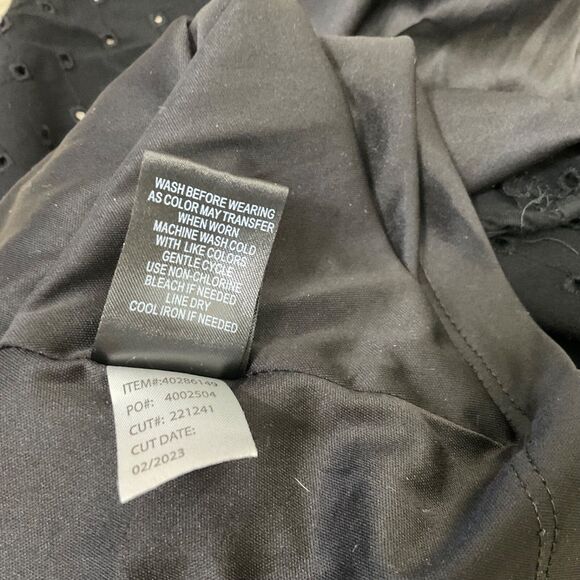 WASH BEFORE WEARING
AS COLOR MAY TRANSFER
WHEN WORN
MACHINE WASH COLD
WITH LIKE COLORS
GENTLE CYCLE
USE NON-CHLORINE
BLEACH IF NEEDED
LINE DRY
COOL IRON IF NEEDED
ITEM#:40286149
PO#: 4002504
CUT#: 221241
CUT DATE:
02/2023